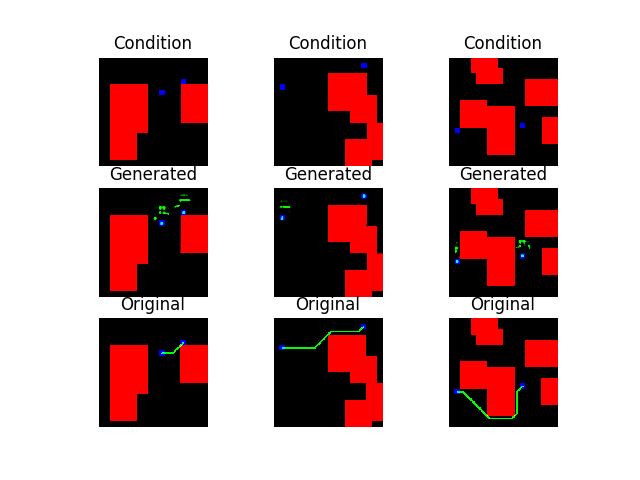 Condition Condition Condition
Generated Generated Generated
Original Original Original